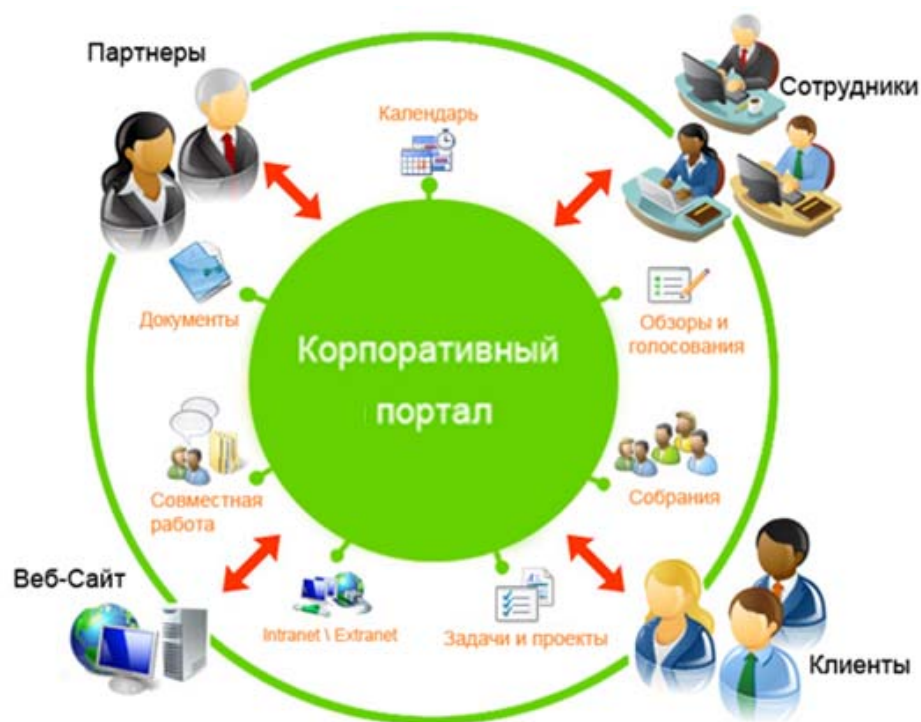 Партнеры
Сотрудники
Календарь
Документы
Обзоры и
голосования
Корпоративный
портал
Совместная
работа
Собрания
Веб-Сайт
Intranet \ Extranet
Задачи и проекты
Клиенты